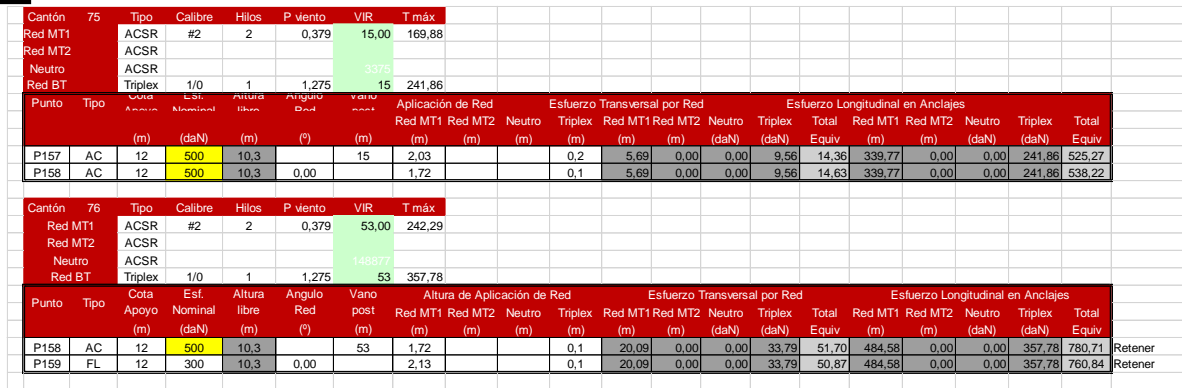 Cantón 75 Tipo Calibre Hilos P viento VIR T máx
Red MT1 ACSR #2 2 0,379 15,00 169,88
Red MT2 ACSR
Neutro ACSR 3375
Red BT Triplex 1/0 1 1,275 15 241,86
Punto Tipo Cota Esf. Altura Angulo Vano Aplicación de Red Esfuerzo Transversal por Red Esfuerzo Longitudinal en Anclajes
Apoyo Nominal libre Red post Red MT1 Red MT2 Neutro Triplex Red MT1 Red MT2 Neutro Triplex Total Red MT1 Red MT2 Neutro Triplex Total
(m) (daN) (m) (º) (m) (m) (m) (m) (m) (m) (m) (daN) (daN) Equiv (m) (m) (daN) (daN) Equiv
P157 AC 12 500 10,3 15 2,03 0,2 5,69 0,00 0,00 9,56 14,36 339,77 0,00 0,00 241,86 525,27
P158 AC 12 500 10,3 0,00 1,72 0,1 5,69 0,00 0,00 9,56 14,63 339,77 0,00 0,00 241,86 538,22
Cantón 76 Tipo Calibre Hilos P viento VIR T máx
Red MT1 ACSR #2 2 0,379 53,00 242,29
Red MT2 ACSR
Neutro ACSR 148877
Red BT Triplex 1/0 1 1,275 53 357,78
Punto Tipo Cota Esf. Altura Angulo Vano Altura de Aplicación de Red Esfuerzo Transversal por Red Esfuerzo Longitudinal en Anclajes
Apoyo Nominal libre Red post Red MT1 Red MT2 Neutro Triplex Red MT1 Red MT2 Neutro Triplex Total Red MT1 Red MT2 Neutro Triplex Total
(m) (daN) (m) (º) (m) (m) (m) (m) (m) (m) (m) (daN) (daN) Equiv (m) (m) (daN) (daN) Equiv
P158 AC 12 500 10,3 53 1,72 0,1 20,09 0,00 0,00 33,79 51,70 484,58 0,00 0,00 357,78 780,71 Retener
P159 FL 12 300 10,3 0,00 2,13 0,1 20,09 0,00 0,00 33,79 50,87 484,58 0,00 0,00 357,78 760,84 Retener